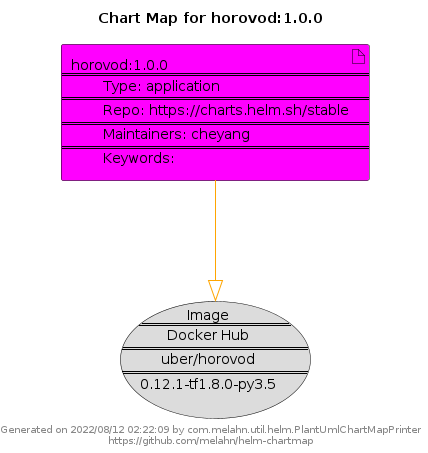 Chart Map for horovod:1.0.0
horovod:1.0.0
Type: application
Repo: https://charts.helm.sh/stable
Maintainers: cheyang
Keywords:
Image
Docker Hub
uber/horovod
0.12.1-tf1.8.0-py3.5
Generated on 2022/08/12 02:22:09 by com.melahn.util.helm.PlantUmlChartMapPrinter
https://github.com/melahn/helm-chartmap